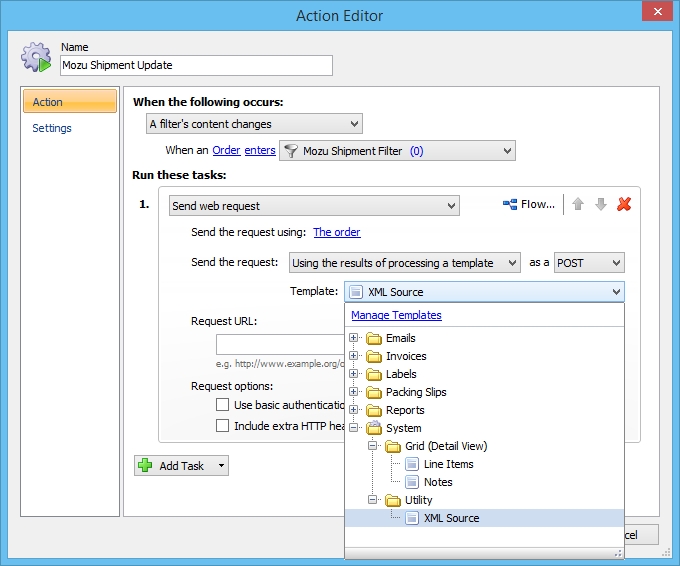 Action Editor
Name
Mozu Shipment Update
Action
Settings
When the following occurs:
A filter's content changes
When an Order enters Mozu Shipment Filter (0)
Run these tasks:
1. Send web request Flow...
Send the request using: The order
Send the request: Using the results of processing a template as a POST
Template: XML Source
Manage Templates
Request URL:
e.g. http://www.example.org/
Request options:
Use basic
Include extra HTTP
Emails
Invoices
Labels
Packing Slips
Reports
System
Grid (Detail View)
Line Items
Notes
Utility
XML Source
Add Task